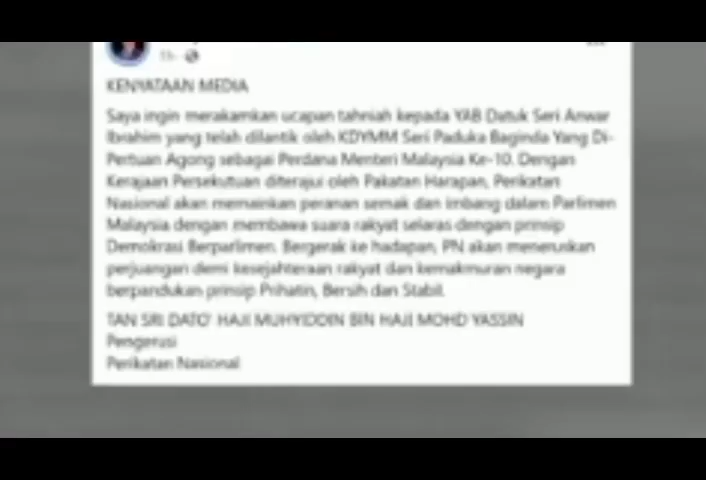 1h
KENYATAAN MEDIA
Saya ingin merakamkan ucapan tahniah kepada YAB Datuk Seri Anwar
Ibrahim yang telah dilantik oleh KDYMM Seri Paduka Baginda Yang Di-
Pertuan Agong sebagai Perdana Menteri Malaysia Ke-10. Dengan
Kerajaan Persekutuan diterajui oleh Pakatan Harapan, Perikatan
Nasional akan memainkan peranan semak dan imbang dalam Parlimen
Malaysia dengan membawa suara rakyat selaras dengan prinsip
Demokrasi Berparlimen. Bergerak ke hadapan, PN akan meneruskan
perjuangan demi kesejahteraan rakyat dan kemakmuran negara
berpandukan prinsip Prihatin, Bersih dan Stabil.
TAN SRI DATO' HAJI MUHYIDDIN BIN HAJI MOHD YASSIN
Pengerusi
Perikatan Nasional